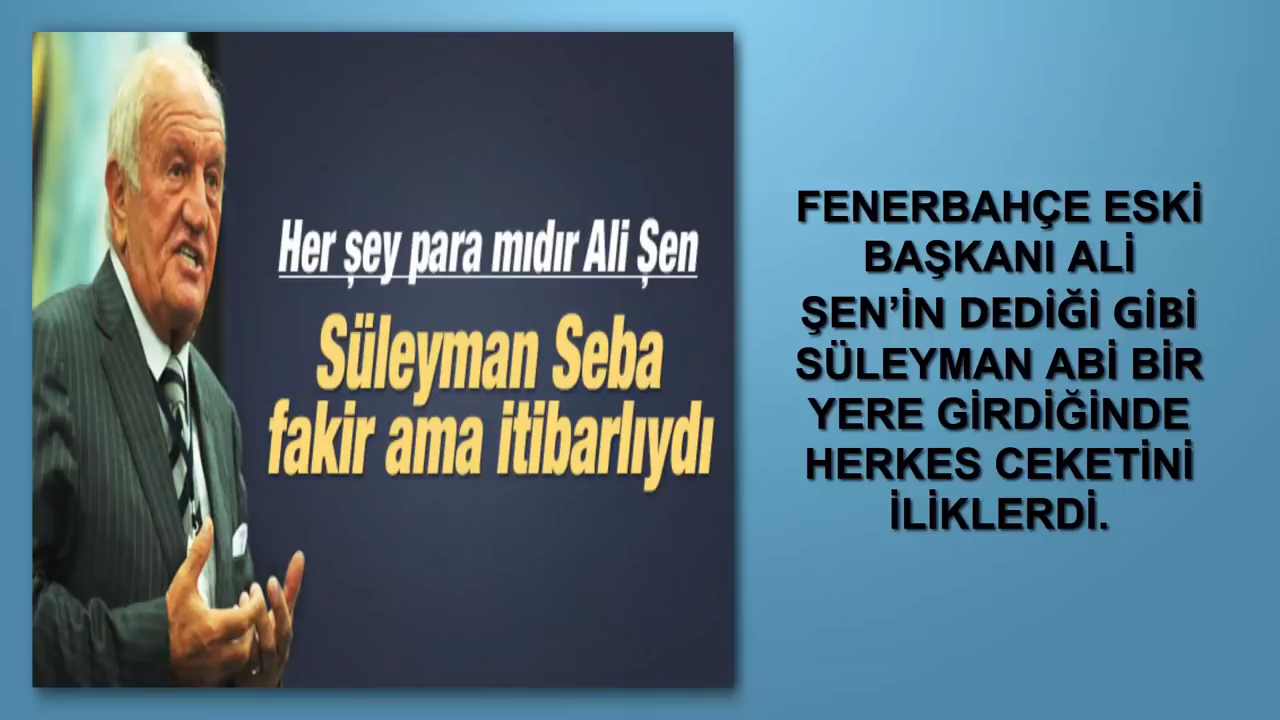 Her şey para mıdır Ali Şen
Süleyman Seba
fakir ama itibarlıydı
FENERBAHÇE ESKİ
BAŞKANI ALİ
ŞEN’İN DEDİĞİ GİBİ
SÜLEYMAN ABİ BİR
YERE GİRDİĞİNDE
HERKES CEKETİNİ
İLİKLERDİ.